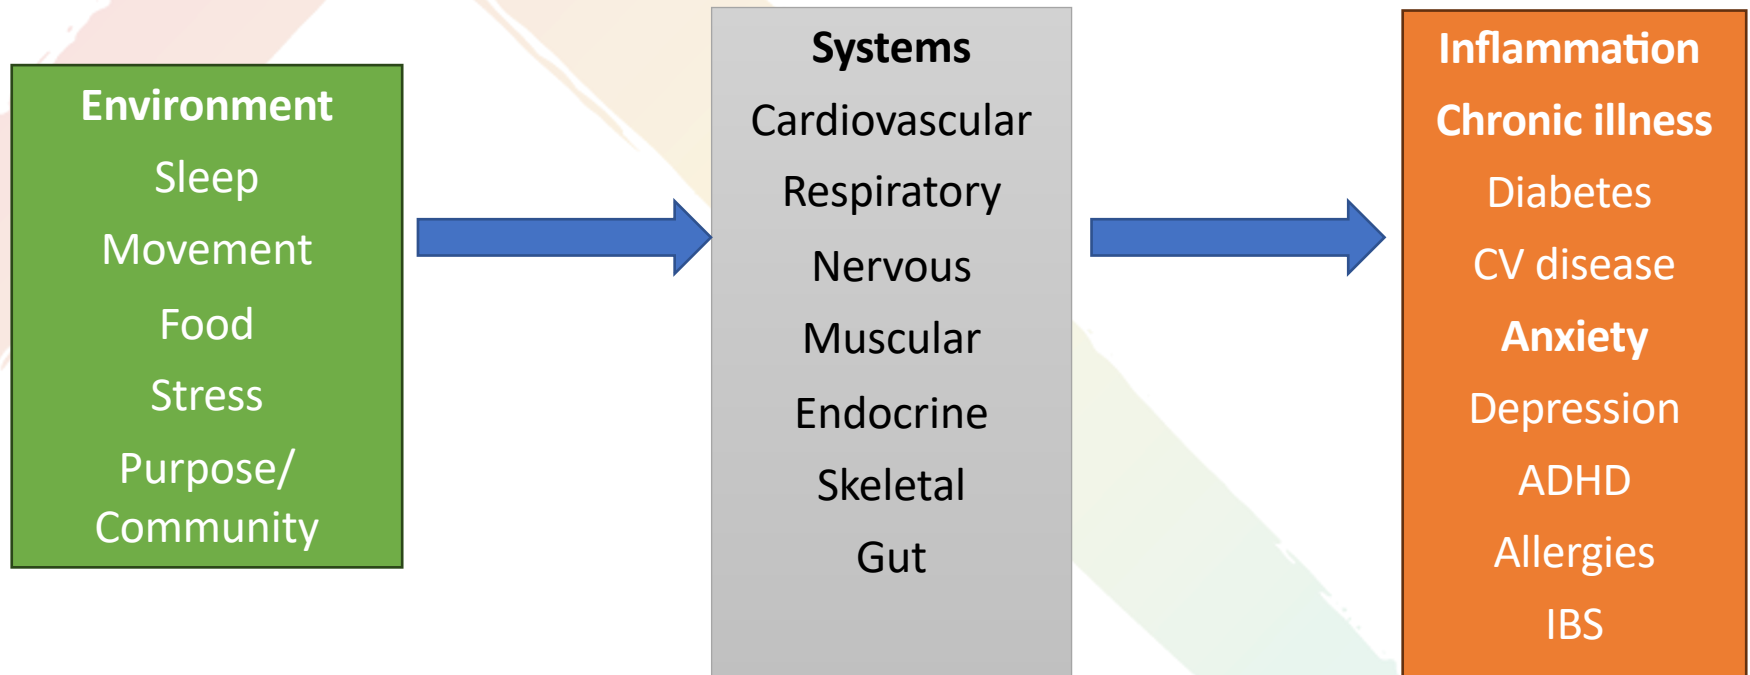 Environment
Sleep
Movement
Food
Stress
Purpose/
Community
Systems
Cardiovascular
Respiratory
Nervous
Muscular
Endocrine
Skeletal
Gut
Inflammation
Chronic illness
Diabetes
CV disease
Anxiety
Depression
ADHD
Allergies
IBS